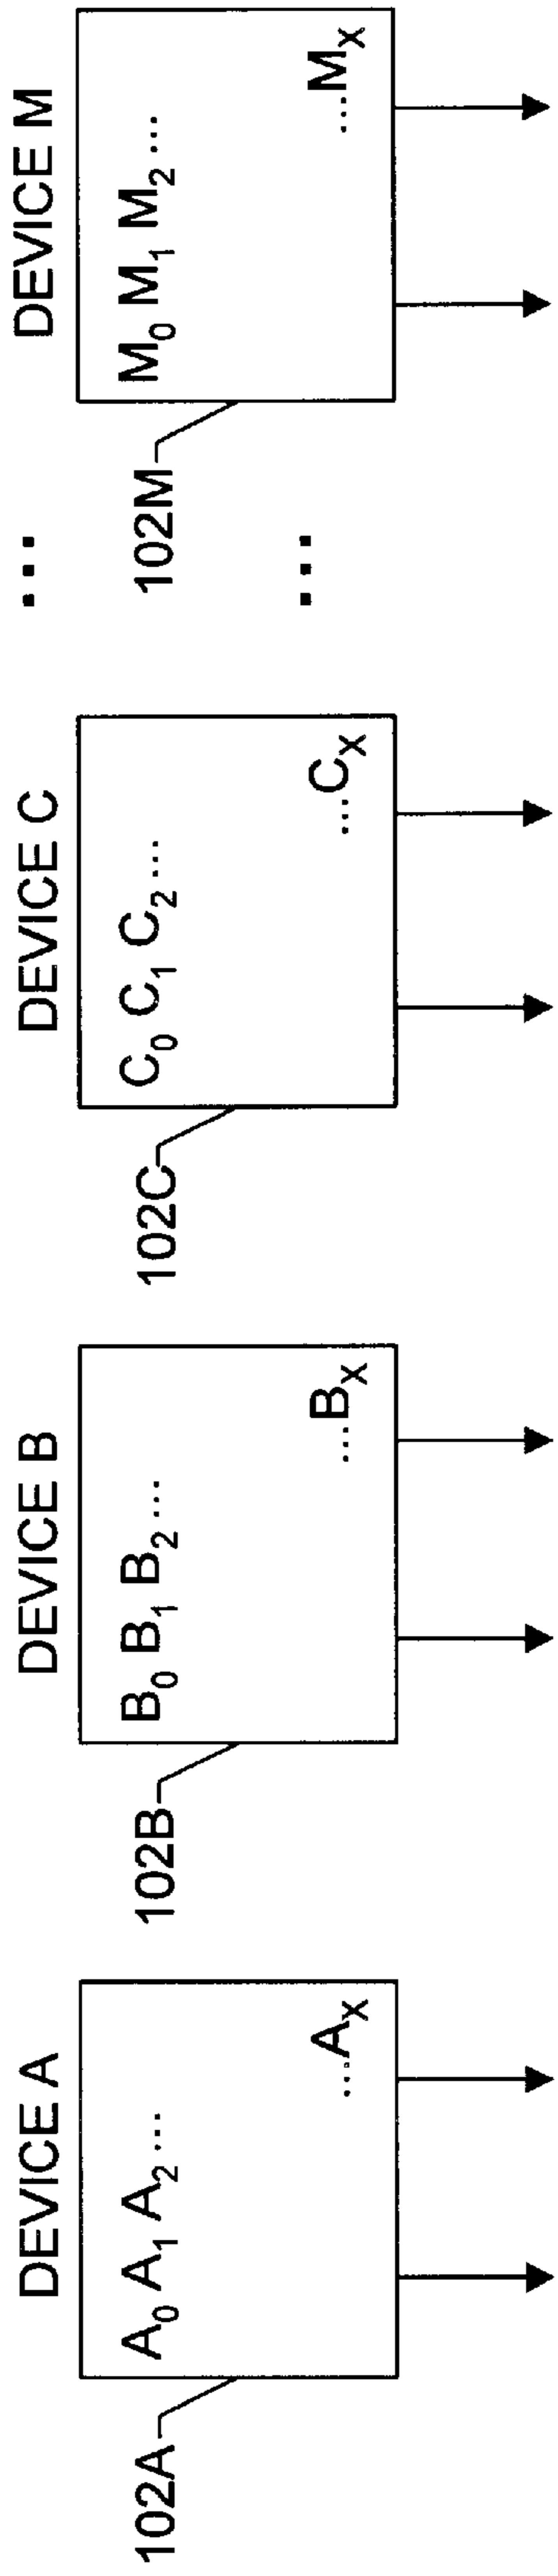 DEVICE A
102A
A₀ A₁ A₂ ...
...Aₓ
DEVICE B
102B
B₀ B₁ B₂ ...
...Bₓ
DEVICE C
102C
C₀ C₁ C₂ ...
...Cₓ
...
...
DEVICE M
102M
M₀ M₁ M₂ ...
...Mₓ